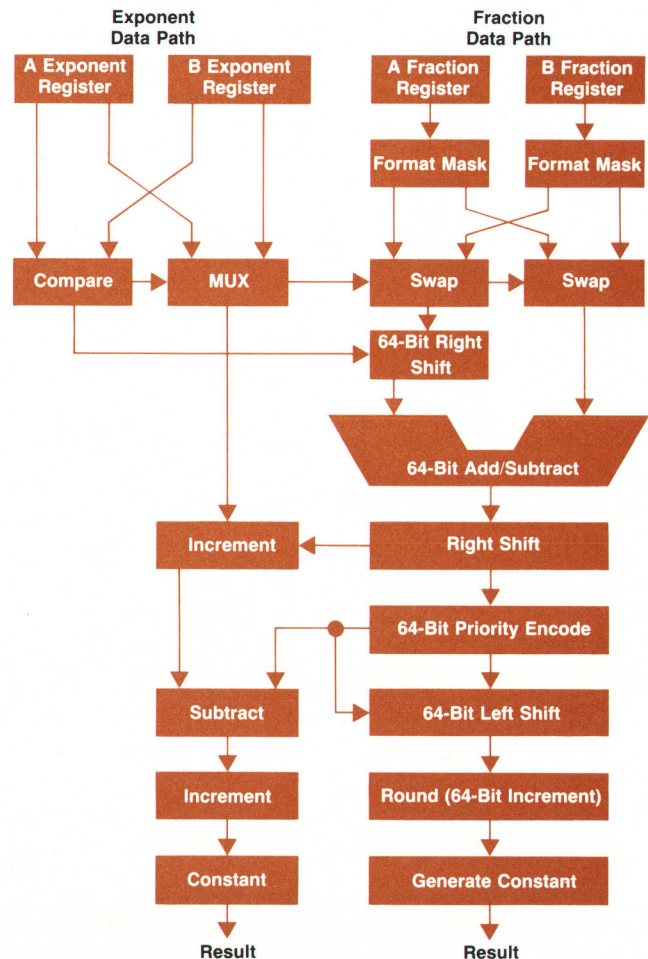 Exponent
Data Path
Fraction
Data Path
A Exponent
Register
B Exponent
Register
A Fraction
Register
B Fraction
Register
Format Mask
Format Mask
Compare
MUX
Swap
Swap
64-Bit Right
Shift
64-Bit Add/Subtract
Increment
Right Shift
64-Bit Priority Encode
Subtract
64-Bit Left Shift
Increment
Round (64-Bit Increment)
Constant
Generate Constant
Result
Result